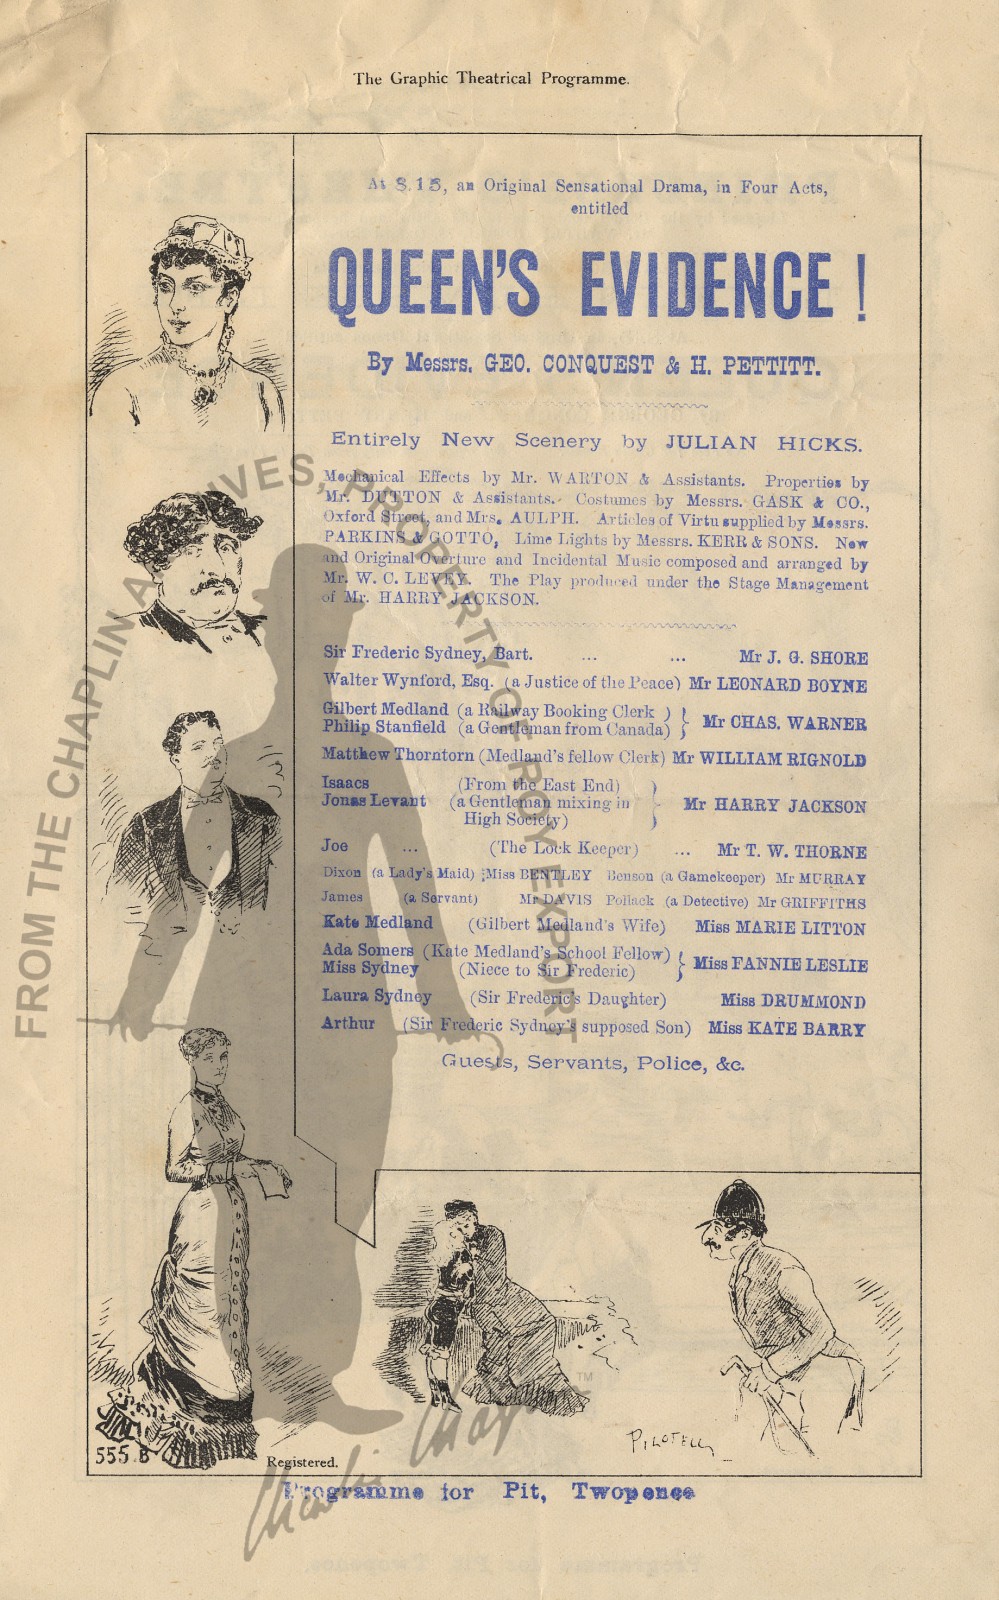 The Graphic Theatrical Programme.
At 8.15, an Original Sensational Drama, in Four Acts,
entitled
QUEEN'S EVIDENCE!
By Messrs. GEO. CONQUEST & H. PETTITT.
Entirely New Scenery by JULIAN HICKS.
Mechanical Effects by Mr. WARTON & Assistants. Properties by
Mr. DUTTON & Assistants. Costumes by Messrs. GASK & CO.,
Oxford Street, and Mrs. AULPH. Articles of Virtu supplied by Messrs.
PARKINS & GOTTO, Lime Lights by Messrs. KERR & SONS. New
and Original Overture and Incidental Music composed and arranged by
Mr. W. C. LEVEY. The Play produced under the Stage Management
of Mr. HARRY JACKSON.
Sir Frederic Sydney, Bart. ... ... Mr J. G. SHORE
Walter Wynford, Esq. (a Justice of the Peace) Mr LEONARD BOYNE
Gilbert Medland (a Railway Booking Clerk )
Philip Stanfield (a Gentleman from Canada) } Mr CHAS. WARNER
Matthew Thorntorn (Medland's fellow Clerk) Mr WILLIAM RIGNOLD
Isaacs (From the East End)
Jonas Levant (a Gentleman mixing in } Mr HARRY JACKSON
High Society)
Joe ... (The Lock Keeper) ... Mr T. W. THORNE
Dixon (a Lady's Maid) ;Miss BENTLEY Benson (a Gamekeeper) Mr MURRAY
James (a Servant) Mr DAVIS Pollack (a Detective) Mr GRIFFITHS
Kate Medland (Gilbert Medland's Wife) Miss MARIE LITTON
Ada Somers (Kate Medland's School Fellow)
Miss Sydney (Niece to Sir Frederic) } Miss FANNIE LESLIE
Laura Sydney (Sir Frederic's Daughter) Miss DRUMMOND
Arthur (Sir Frederic Sydney's supposed Son) Miss KATE BARRY
Guests, Servants, Police, &c.
PILOTELL
555.B
Registered.
Programme for Pit, Twopence
FROM THE CHAPLIN ARCHIVES, PROPERTY OF ROY EXPORT
Charlie Chaplin
TM